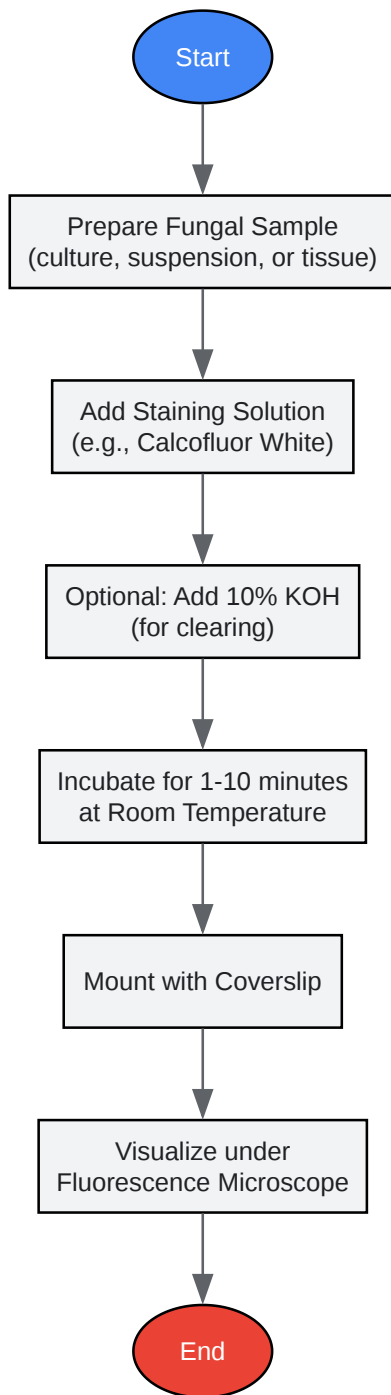 Start
Prepare Fungal Sample
(culture, suspension, or tissue)
Add Staining Solution
(e.g., Calcofluor White)
Optional: Add 10% KOH
(for clearing)
Incubate for 1-10 minutes
at Room Temperature
Mount with Coverslip
Visualize under
Fluorescence Microscope
End